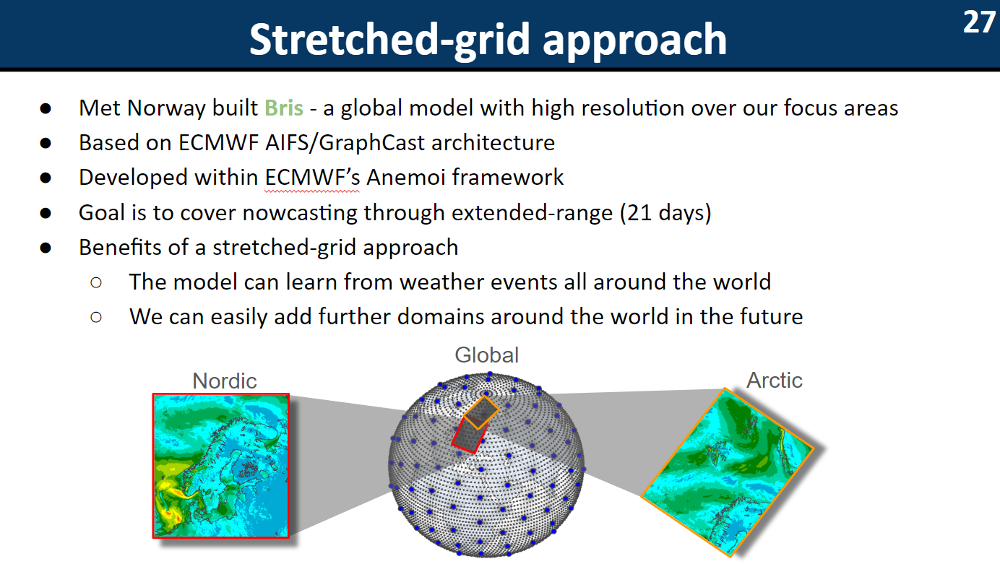 Stretched-grid approach
27
● Met Norway built Bris - a global model with high resolution over our focus areas
● Based on ECMWF AIFS/GraphCast architecture
● Developed within ECMWF’s Anemoi framework
● Goal is to cover nowcasting through extended-range (21 days)
● Benefits of a stretched-grid approach
○ The model can learn from weather events all around the world
○ We can easily add further domains around the world in the future
Global
Nordic
Arctic